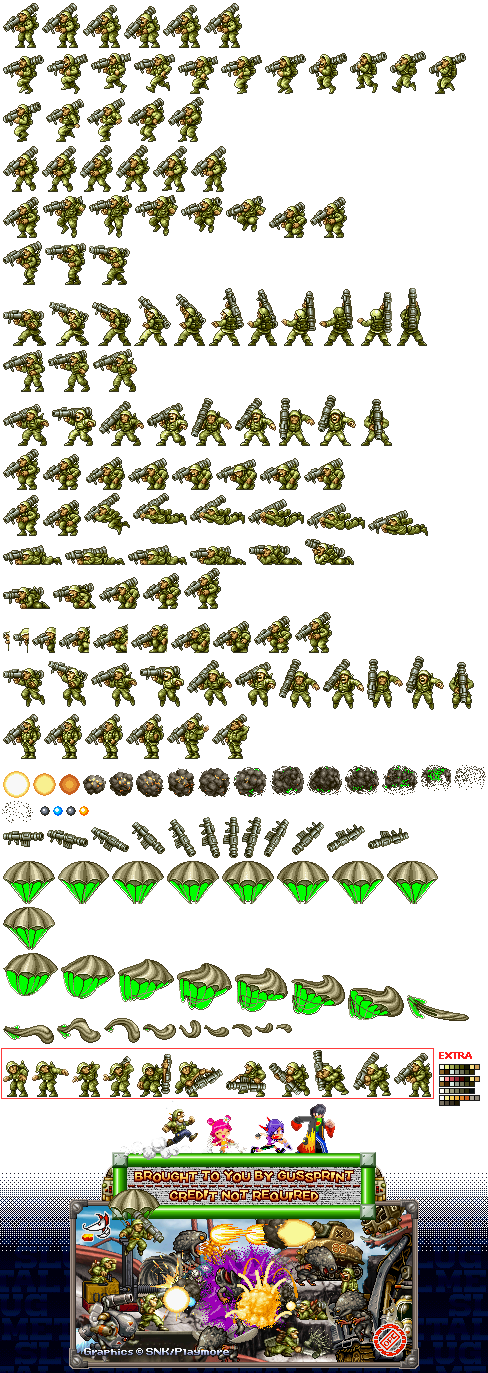 EXTRA
BROUGHT TO YOU BY GUSSPRINT
CREDIT NOT REQUIRED
Graphics © SNK/Playmore